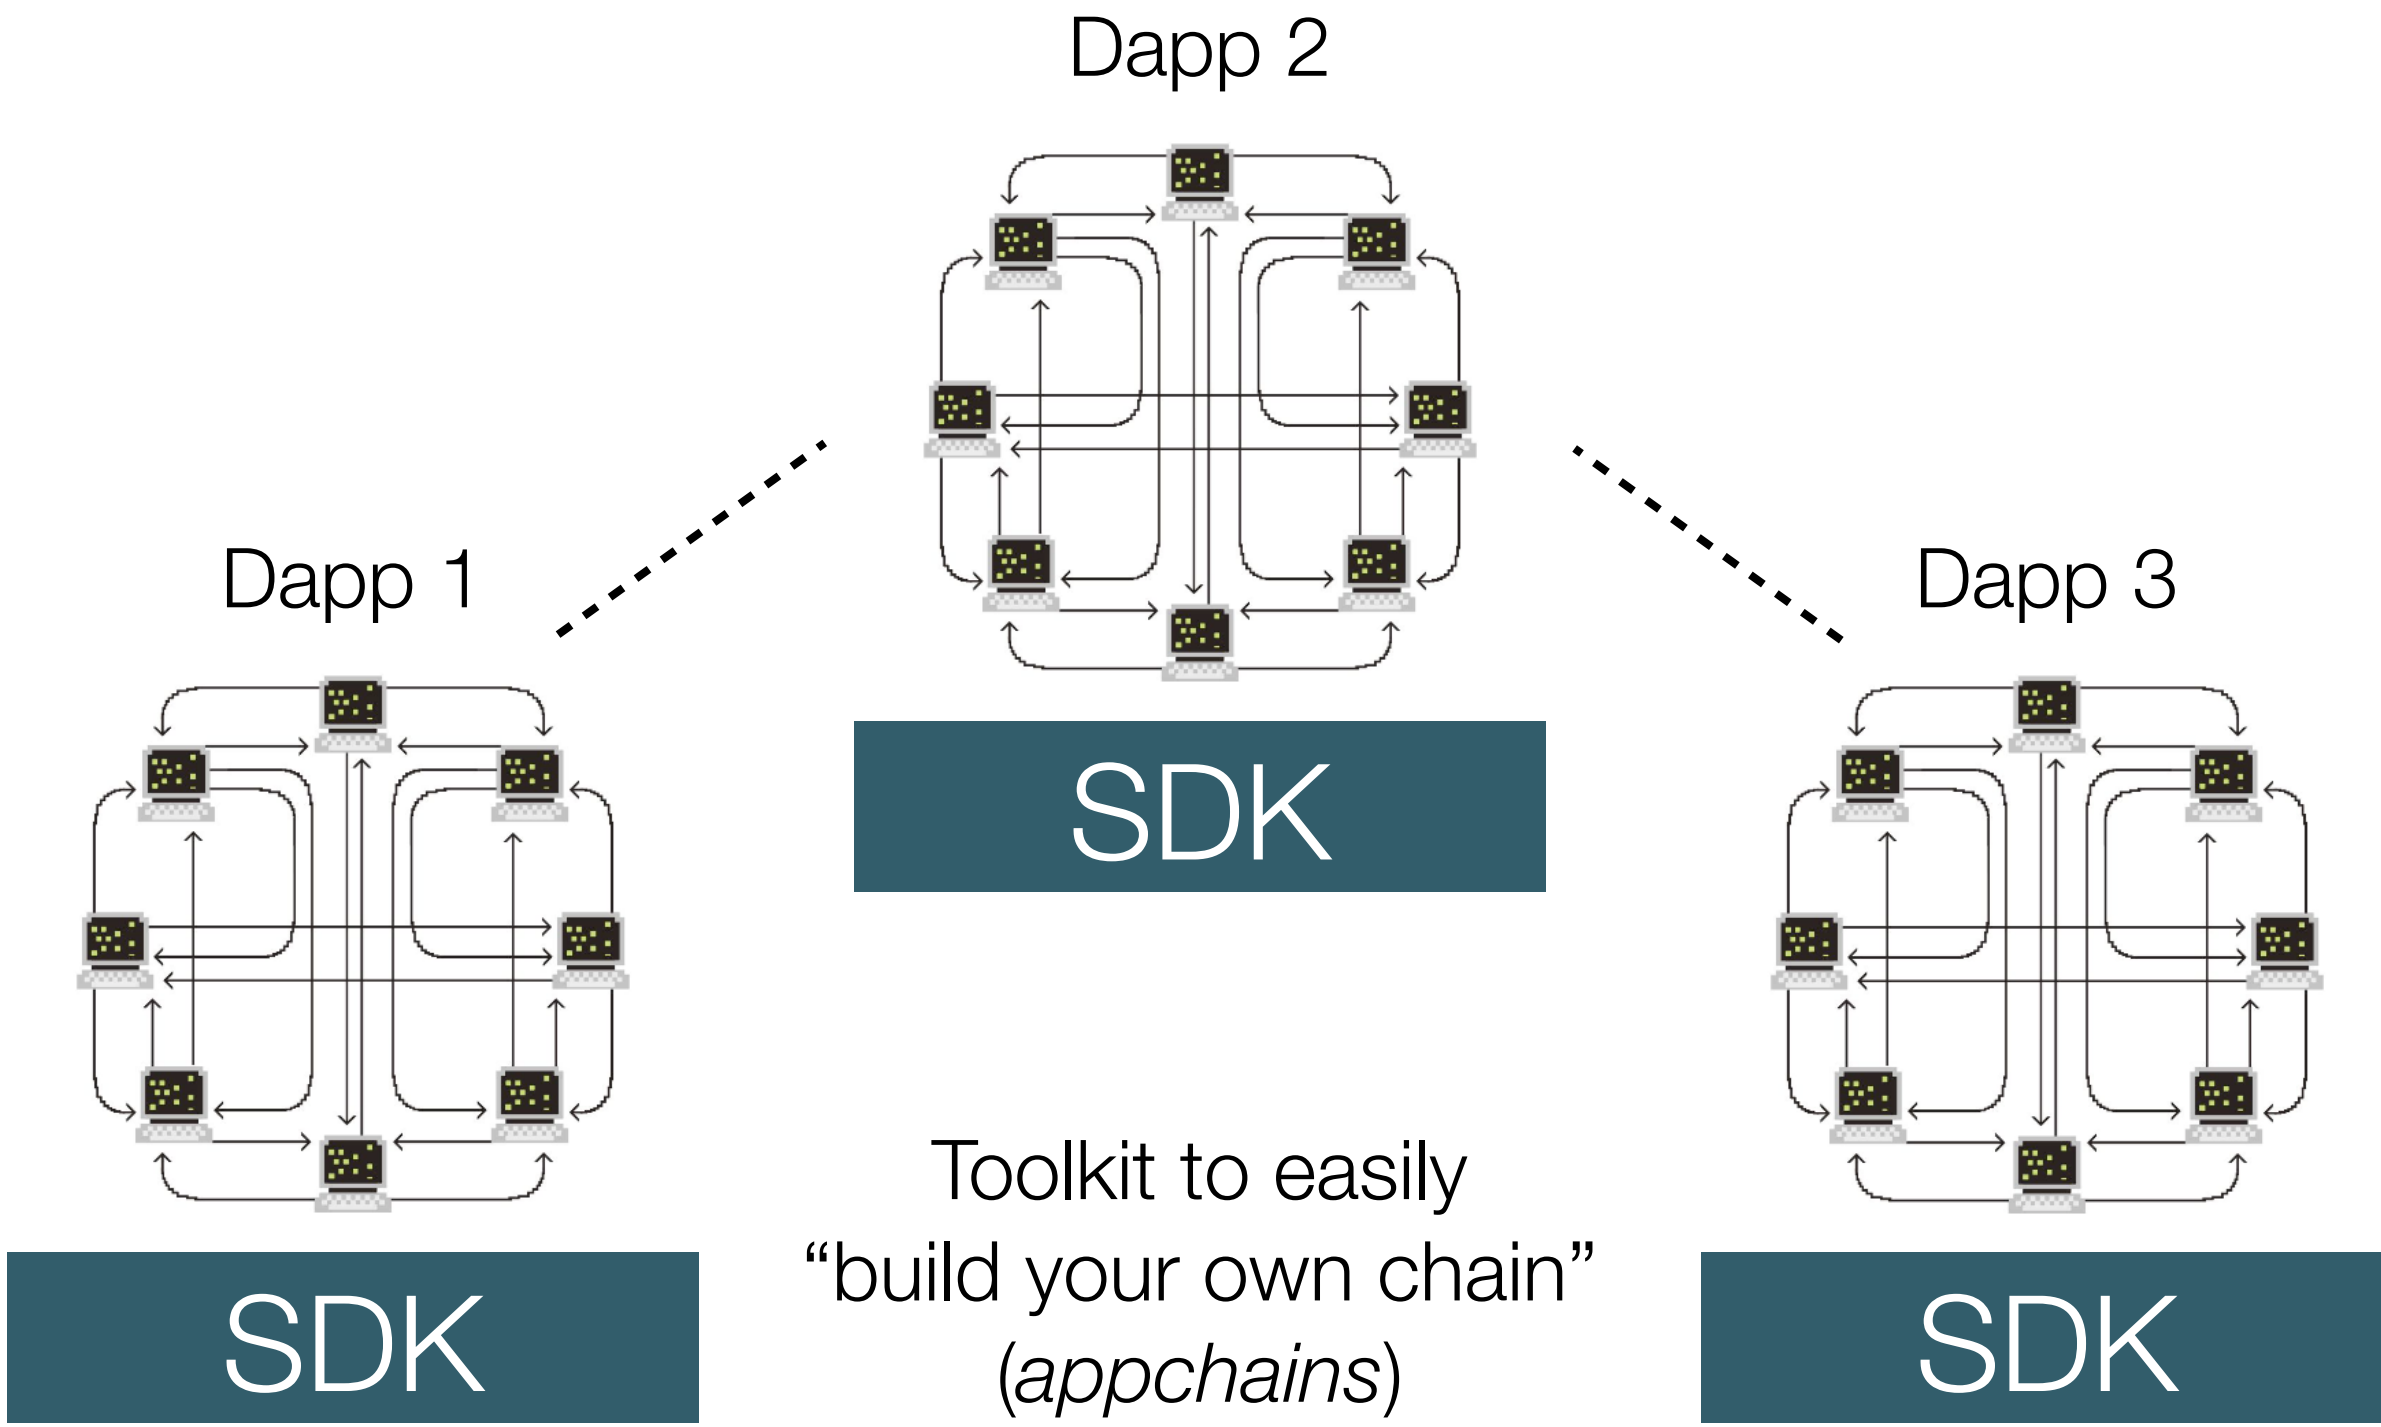 Dapp 2
Dapp 1
Dapp 3
SDK
Toolkit to easily
“build your own chain”
(appchains)
SDK
SDK